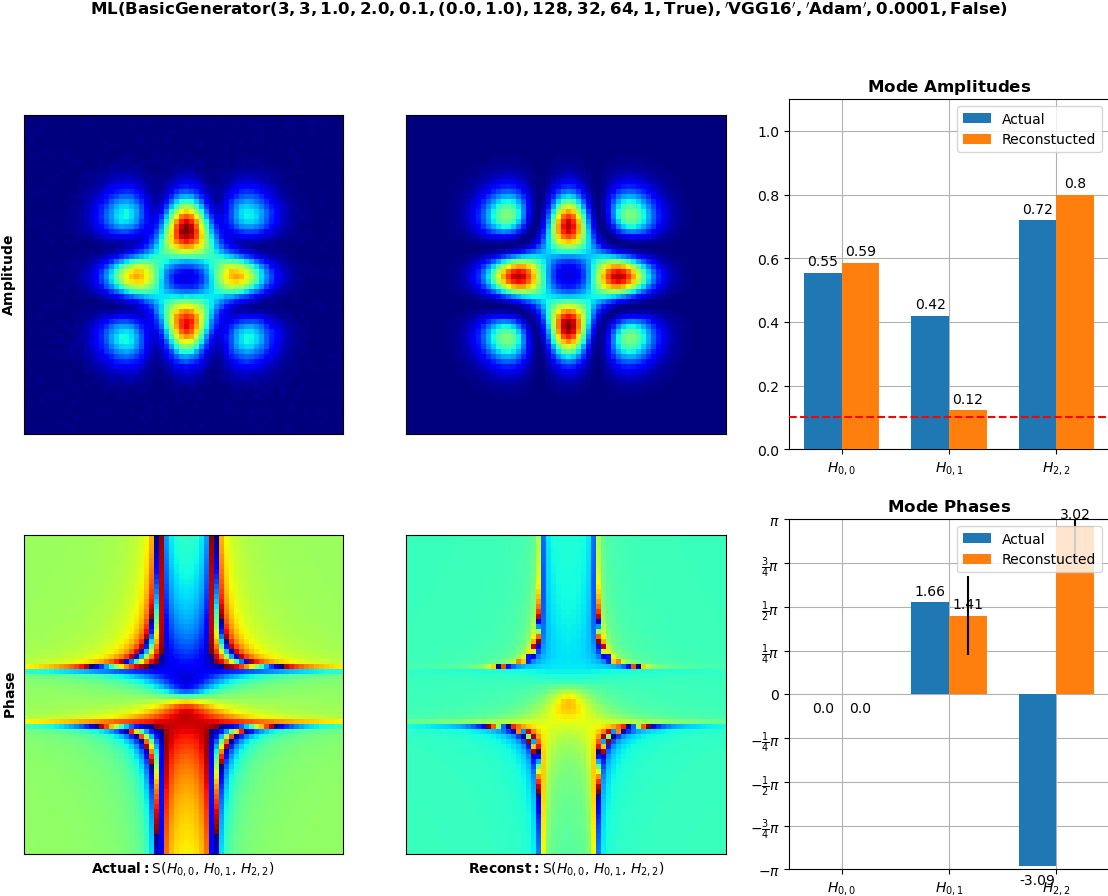 ML(BasicGenerator(3, 3, 1.0, 2.0, 0.1, (0.0, 1.0), 128, 32, 64, 1, True), 'VGG16', 'Adam', 0.0001, False)
Amplitude
Mode Amplitudes
Actual
Reconstucted
1.0
0.8
0.6
0.4
0.2
0.0
0.55
0.59
0.42
0.12
0.72
0.8
H0,0
H0,1
H2,2
Phase
Actual: S(H0,0, H0,1, H2,2)
Reconst: S(H0,0, H0,1, H2,2)
Mode Phases
Actual
Reconstucted
π
3/4π
1/2π
1/4π
0
−1/4π
−1/2π
−3/4π
−π
0.0
0.0
1.66
1.41
-3.09
3.02
H0,0
H0,1
H2,2